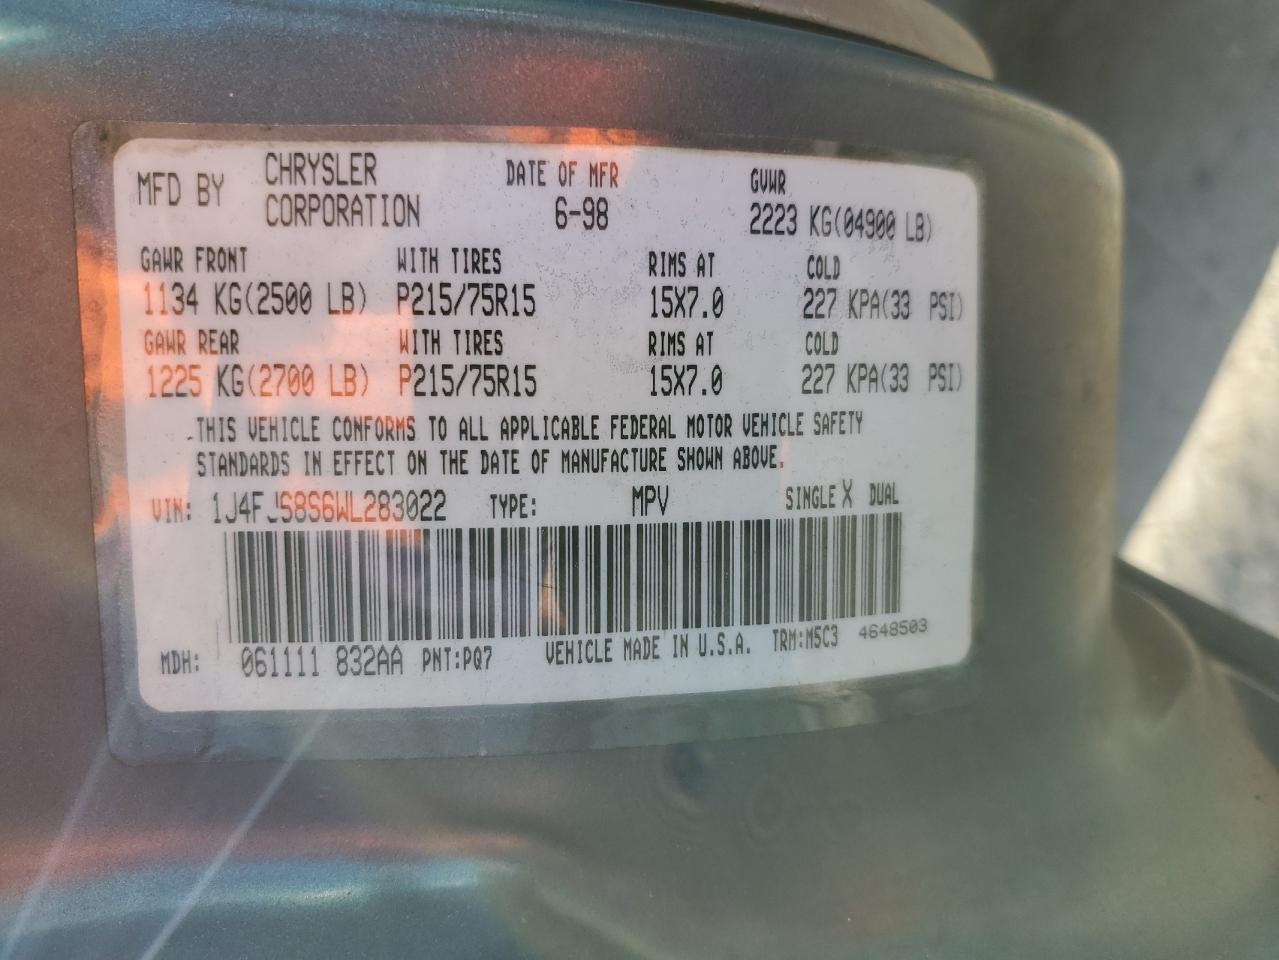 MFD BY CHRYSLER CORPORATION DATE OF MFR 6-98 GVWR 2223 KG(04900 LB)
GAWR FRONT WITH TIRES RIMS AT COLD
1134 KG(2500 LB) P215/75R15 15X7.0 227 KPA(33 PSI)
GAWR REAR WITH TIRES RIMS AT COLD
1225 KG(2700 LB) P215/75R15 15X7.0 227 KPA(33 PSI)
THIS VEHICLE CONFORMS TO ALL APPLICABLE FEDERAL MOTOR VEHICLE SAFETY
STANDARDS IN EFFECT ON THE DATE OF MANUFACTURE SHOWN ABOVE.
VIN: 1J4FJS8S6WL283022 TYPE: MPV SINGLE X DUAL
MDH: 061111 832AA PNT:PQ7 VEHICLE MADE IN U.S.A. TRM:M5C3 4648503